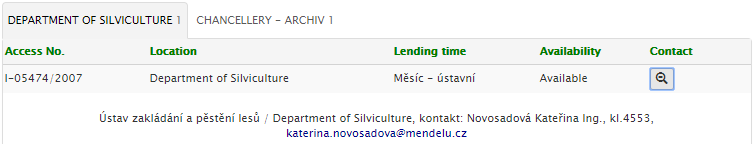 DEPARTMENT OF SILVICULTURE 1 CHANCELLERY - ARCHIV 1
Access No. Location Lending time Availability Contact
I-05474/2007 Department of Silviculture Měsíc - ústavní Available
Ústav zakládání a pěstění lesů / Department of Silviculture, kontakt: Novosadová Kateřina Ing., kl.4553,
katerina.novosadova@mendelu.cz